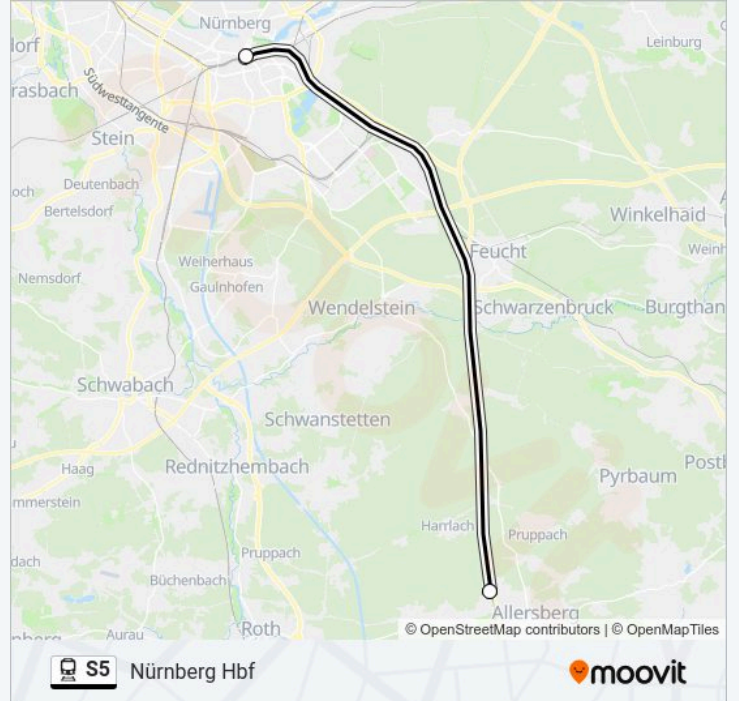 Nürnberg
dorf
Leinburg
rasbach
Südwesttangente
Stein
och
Deutenbach
Bertelsdorf
Winkelhaid
Feucht
Weinh
Weiherhaus
Nemsdorf
Gaulnhofen
Wendelstein
Schwarzenbruck
Burgthan
Schwabach
Schwanstetten
Haag
Rednitzhembach
Postb
Pyrbaum
mmerstein
Harrlach
Pruppach
dach
Pruppach
Büchenbach
Allersberg
Aurau
Roth
© OpenStreetMap contributors | © OpenMapTiles
S5 Nürnberg Hbf
moovit